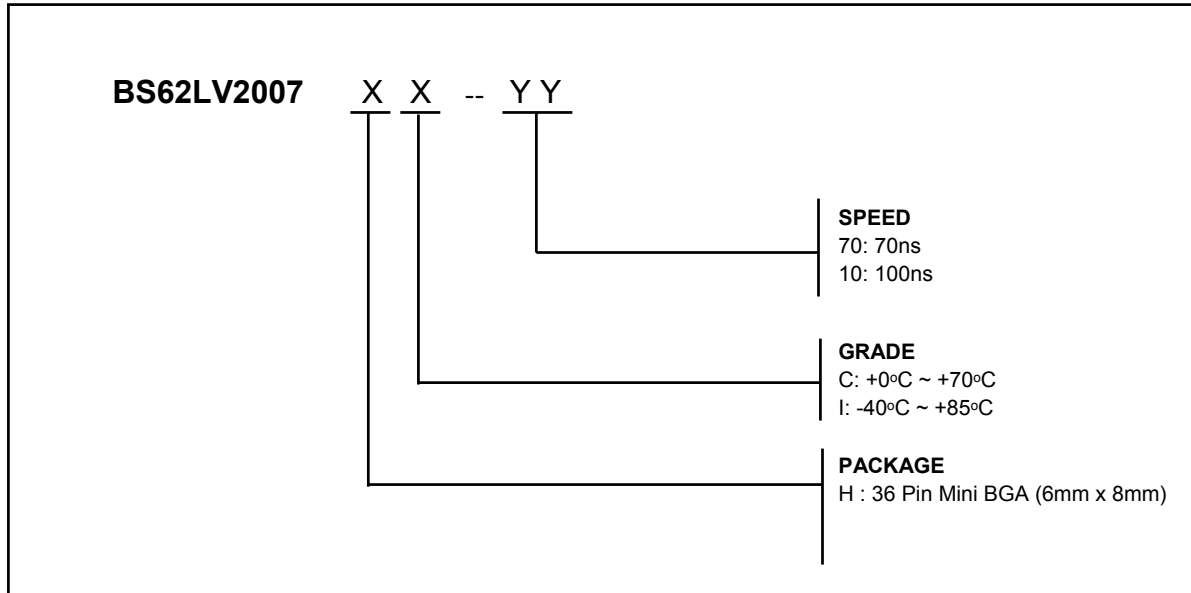 BS62LV2007 X X -- Y Y
SPEED
70: 70ns
10: 100ns
GRADE
C: +0oC ~ +70oC
I: -40oC ~ +85oC
PACKAGE
H : 36 Pin Mini BGA (6mm x 8mm)